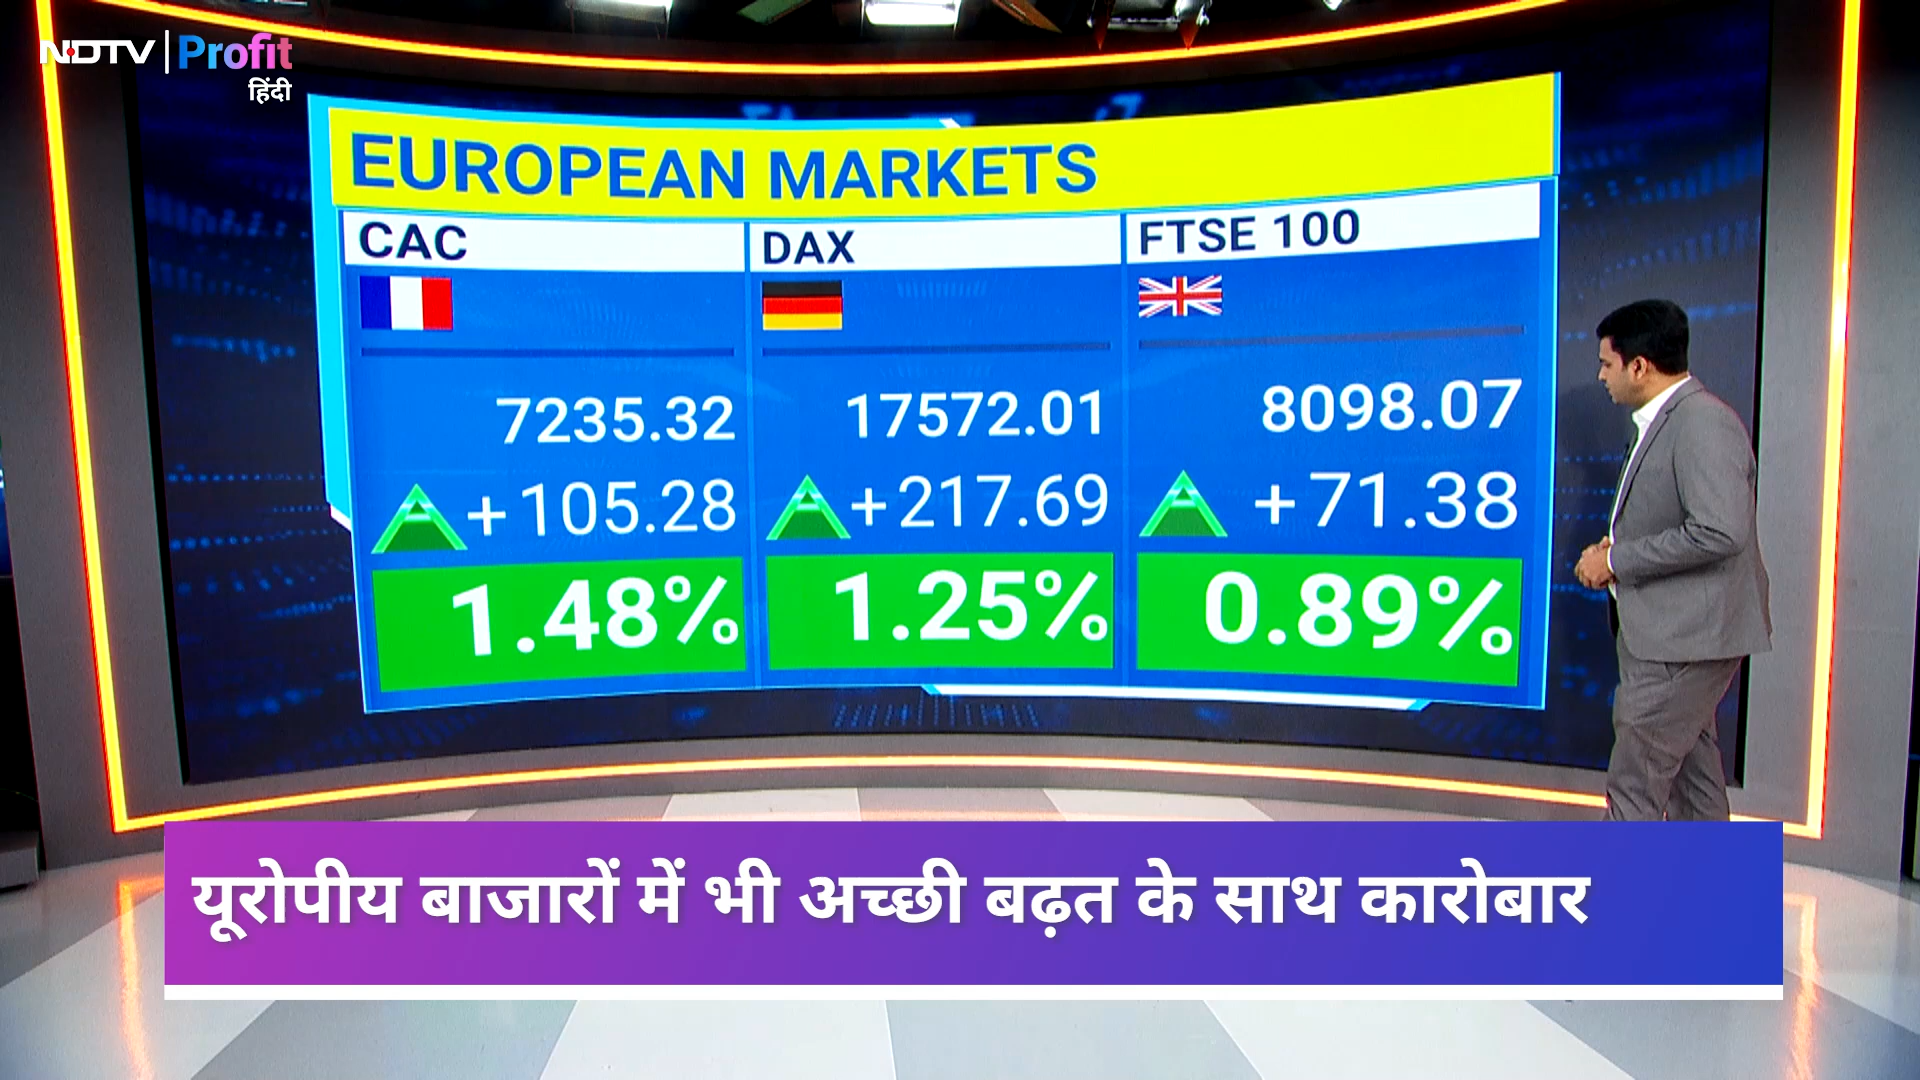 NDTV | Profit
हिंदी
EUROPEAN MARKETS
CAC
7235.32
+105.28
1.48%
DAX
17572.01
+217.69
1.25%
FTSE 100
8098.07
+71.38
0.89%
यूरोपीय बाजारों में भी अच्छी बढ़त के साथ कारोबार